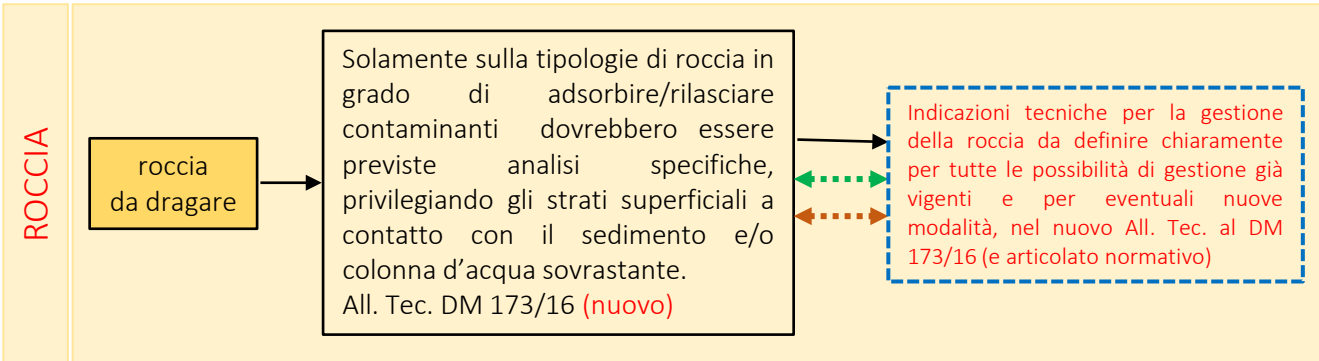 ROCCIA
roccia
da dragare
Solamente sulla tipologie di roccia in
grado di adsorbire/rilasciare
contaminanti dovrebbero essere
previste analisi specifiche,
privilegiando gli strati superficiali a
contatto con il sedimento e/o
colonna d'acqua sovrastante.
All. Tec. DM 173/16 (nuovo)
Indicazioni tecniche per la gestione
della roccia da definire chiaramente
per tutte le possibilità di gestione già
vigenti e per eventuali nuove
modalità, nel nuovo All. Tec. al DM
173/16 (e articolato normativo)